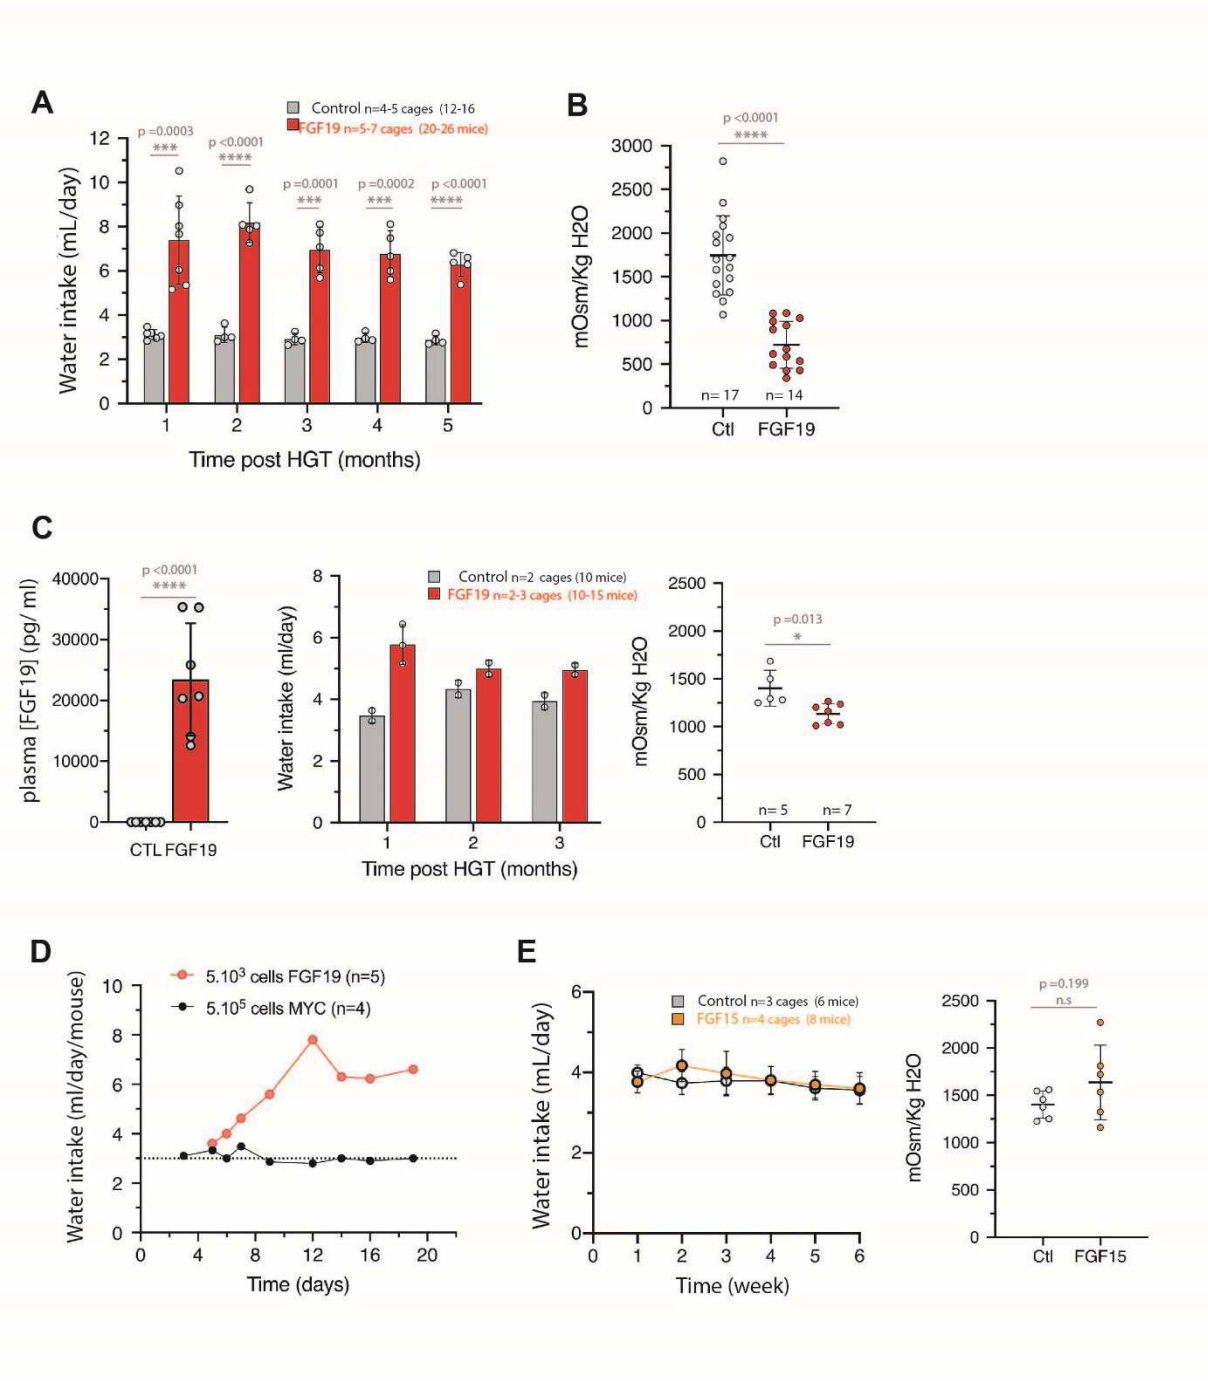 A
Control n=4-5 cages (12-16
FGF19 n=5-7 cages (20-26 mice)
p =0.0003
***
p <0.0001
****
p =0.0001
***
p =0.0002
***
p <0.0001
****
Water intake (mL/day)
12
10
8
6
4
2
0
1 2 3 4 5
Time post HGT (months)
B
p <0.0001
****
mOsm/Kg H2O
3000
2500
2000
1500
1000
500
0
n= 17 n= 14
Ctl FGF19
C
p <0.0001
****
plasma [FGF19] (pg/ ml)
40000
30000
20000
10000
0
CTL FGF19
Control n=2 cages (10 mice)
FGF19 n=2-3 cages (10-15 mice)
Water intake (ml/day)
8
6
4
2
0
1 2 3
Time post HGT (months)
p =0.013
*
mOsm/Kg H2O
2500
2000
1500
1000
500
0
n= 5 n= 7
Ctl FGF19
D
5.10³ cells FGF19 (n=5)
5.10⁵ cells MYC (n=4)
Water intake (ml/day/mouse)
10
8
6
4
2
0
0 4 8 12 16 20
Time (days)
E
Control n=3 cages (6 mice)
FGF15 n=4 cages (8 mice)
Water intake (mL/day)
6
4
2
0
0 1 2 3 4 5 6
Time (week)
p =0.199
n.s
mOsm/Kg H2O
2500
2000
1500
1000
500
0
Ctl FGF15